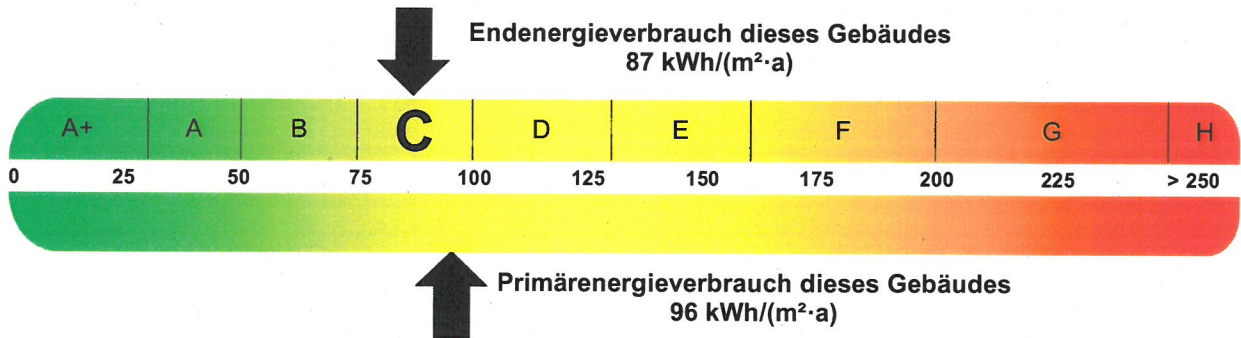 Endenergieverbrauch dieses Gebäudes
87 kWh/(m²·a)
A+ A B C D E F G H
0 25 50 75 100 125 150 175 200 225 > 250
Primärenergieverbrauch dieses Gebäudes
96 kWh/(m²·a)